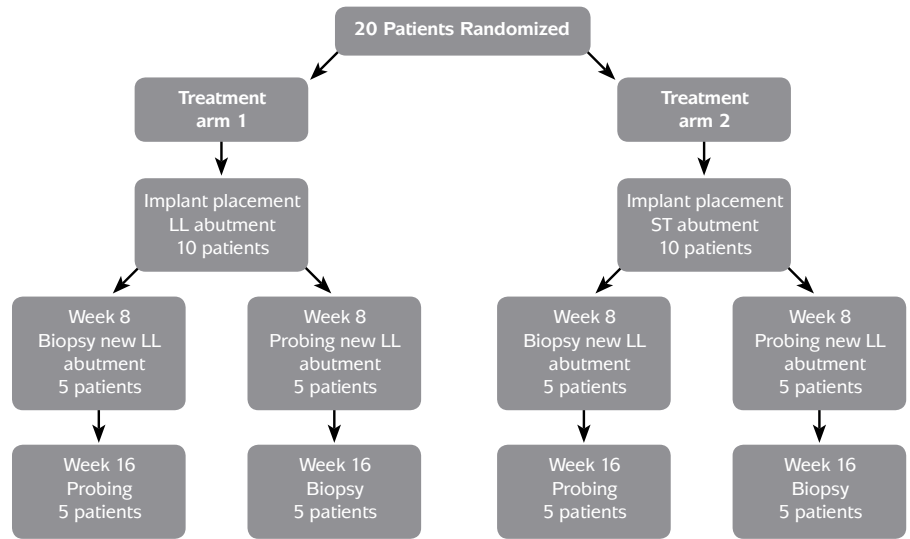 20 Patients Randomized
Treatment
arm 1
Treatment
arm 2
Implant placement
LL abutment
10 patients
Implant placement
ST abutment
10 patients
Week 8
Biopsy new LL
abutment
5 patients
Week 8
Probing new LL
abutment
5 patients
Week 8
Biopsy new LL
abutment
5 patients
Week 8
Probing new LL
abutment
5 patients
Week 16
Probing
5 patients
Week 16
Biopsy
5 patients
Week 16
Probing
5 patients
Week 16
Biopsy
5 patients